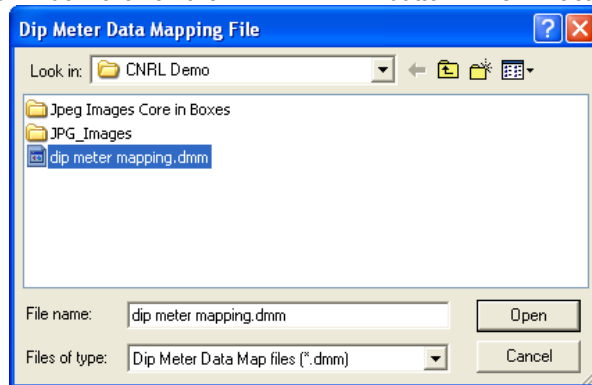 Dip Meter Data Mapping File
Look in: CNRL Demo
Jpeg Images Core in Boxes
JPG_Images
dip meter mapping.dmm
File name: dip meter mapping.dmm Open
Files of type: Dip Meter Data Map files (*.dmm) Cancel